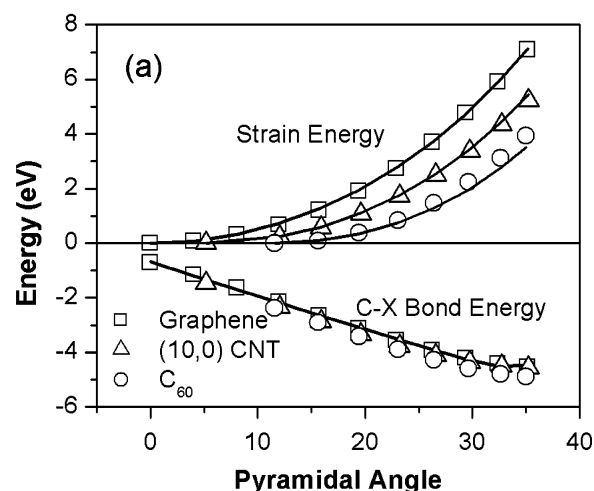 (a)
8
6
4
2
0
-2
-4
-6
Energy (eV)
Strain Energy
C-X Bond Energy
Graphene
(10,0) CNT
C60
0
10
20
30
40
Pyramidal Angle